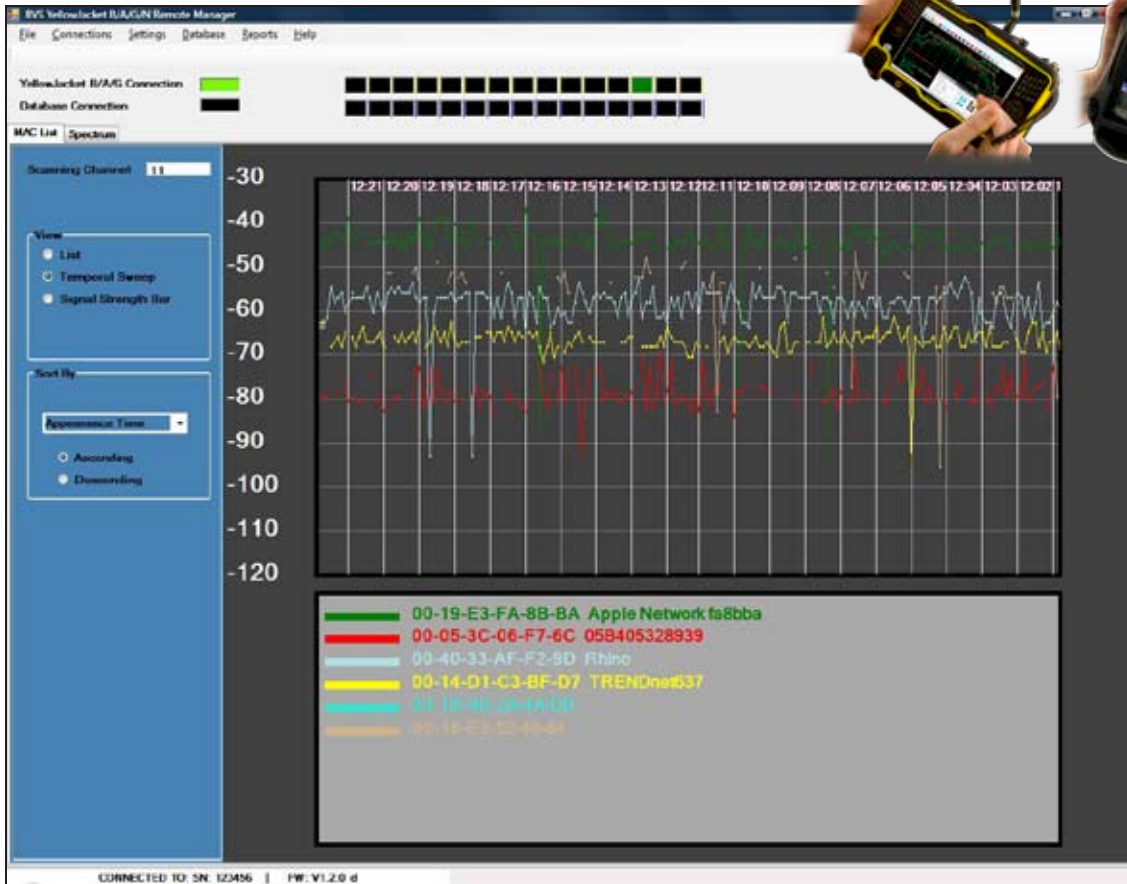 BVS YellowJacket B/A/G/N Remote Manager
File Connections Settings Database Reports Help
YellowJacket B/A/G Connection
Database Connection
MAC List Spectrum
Scanning Channel 11
View
List
Temporal Sweep
Signal Strength Bar
Sort By
Appearance Time
Ascending
Descending
-30
-40
-50
-60
-70
-80
-90
-100
-110
-120
12:21 12:20 12:19 12:18 12:17 12:16 12:15 12:14 12:13 12:12 12:11 12:10 12:09 12:08 12:07 12:06 12:05 12:04 12:03 12:02 1
00-19-E3-FA-8B-BA Apple Network fa8bba
00-05-3C-06-F7-6C 05B405328939
00-40-33-AF-F2-9D Rhino
00-14-D1-C3-BF-D7 TRENDnet637
CONNECTED TO: SN: 123456 | FW: V1.2.0 d